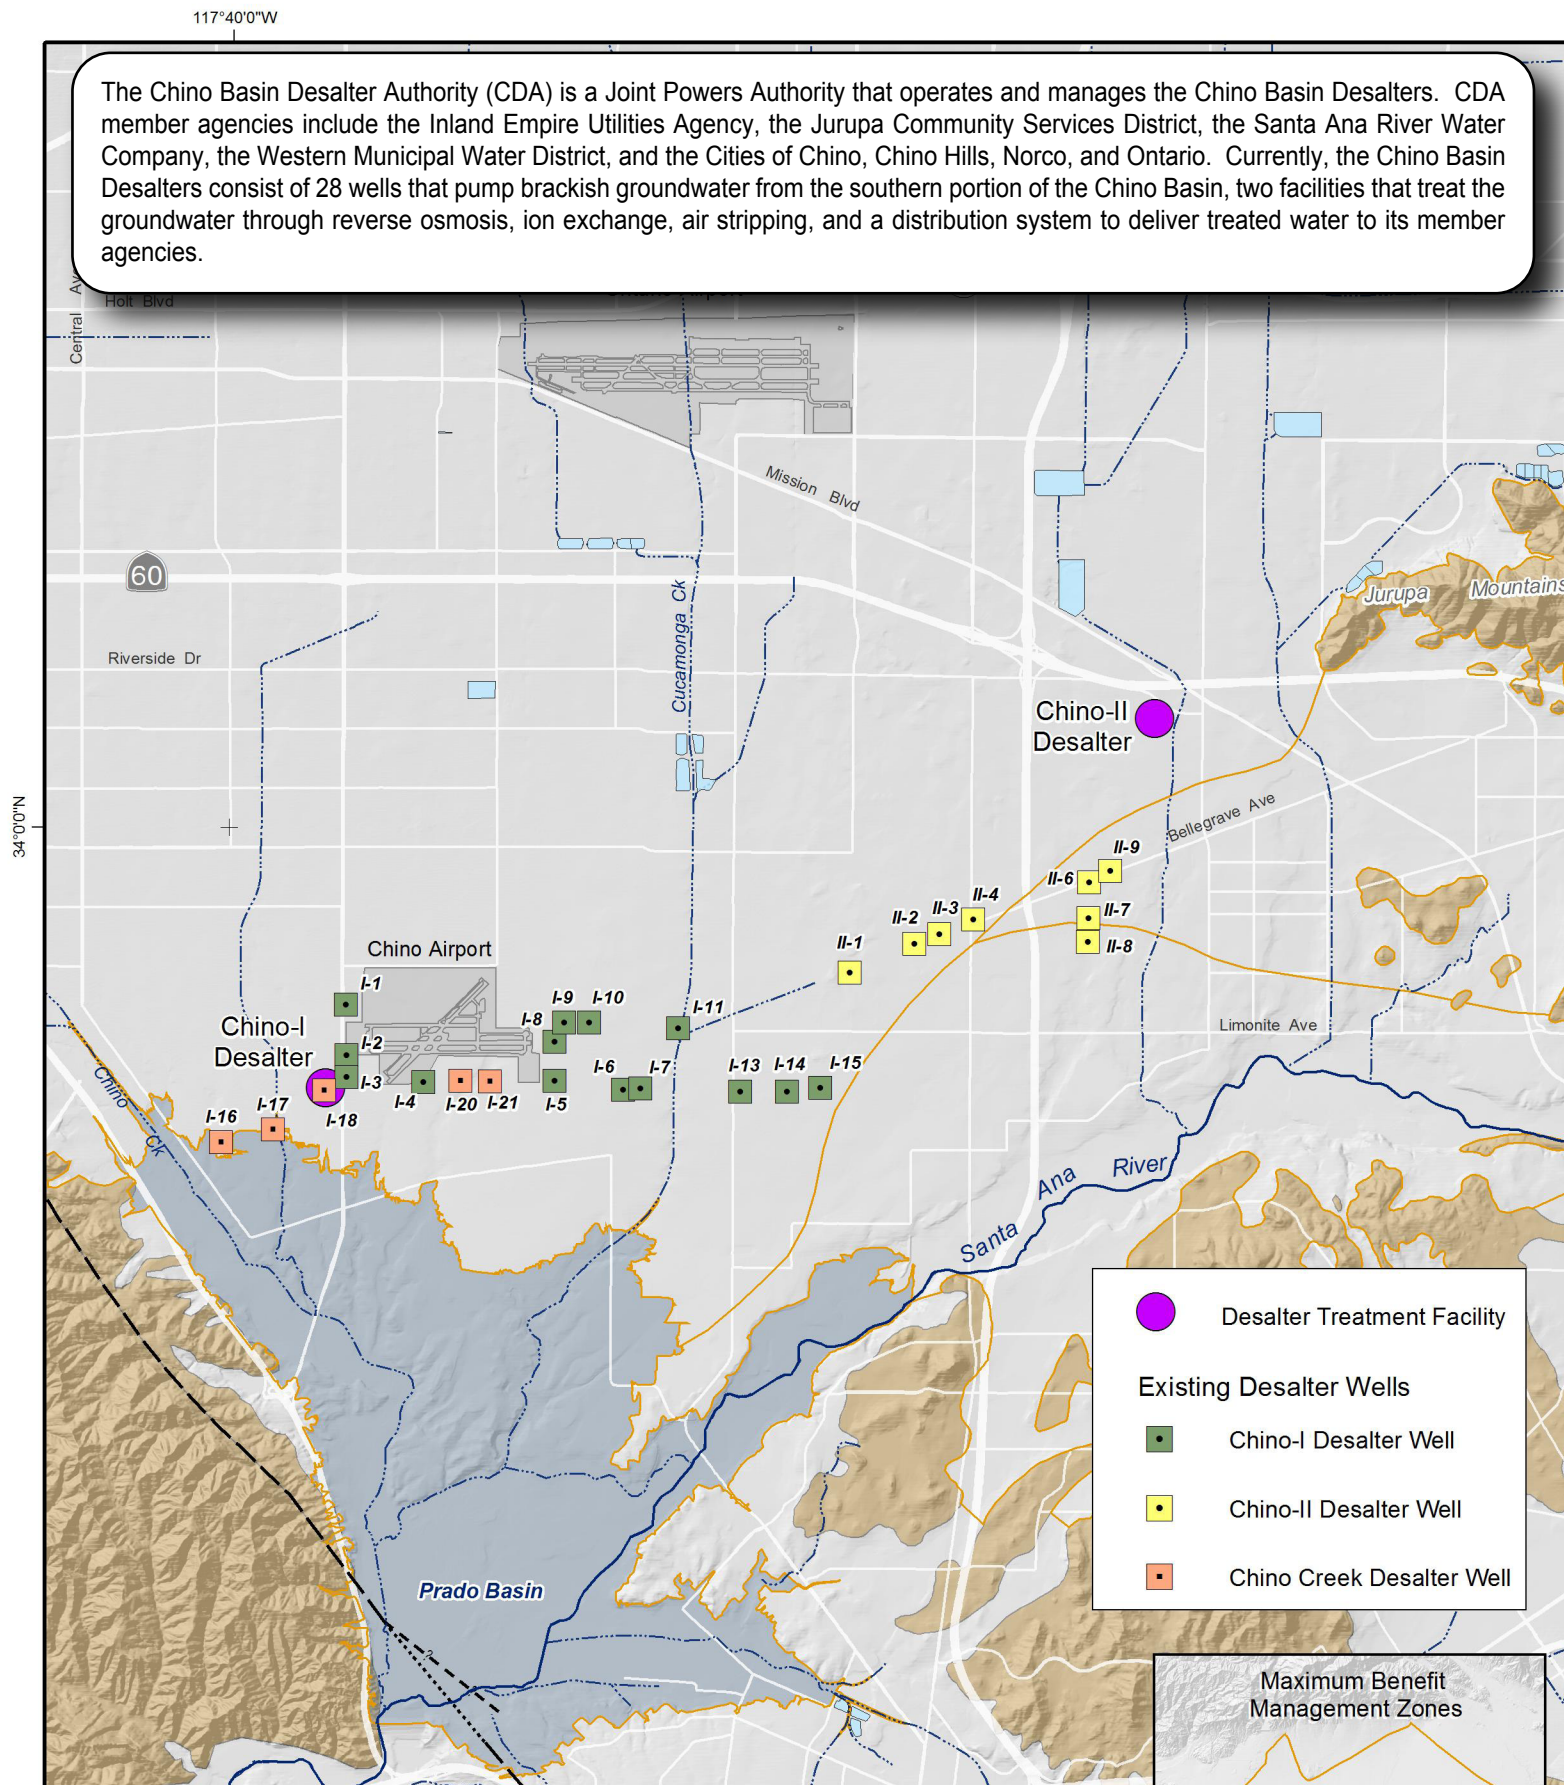 117°40'0"W
The Chino Basin Desalter Authority (CDA) is a Joint Powers Authority that operates and manages the Chino Basin Desalters.  CDA
member agencies include the Inland Empire Utilities Agency, the Jurupa Community Services District, the Santa Ana River Water
Company, the Western Municipal Water District, and the Cities of Chino, Chino Hills, Norco, and Ontario.  Currently, the Chino Basin
Desalters consist of 28 wells that pump brackish groundwater from the southern portion of the Chino Basin, two facilities that treat the
groundwater through reverse osmosis, ion exchange, air stripping, and a distribution system to deliver treated water to its member
agencies.
Holt Blvd
Central Av
Mission Blvd
60
Jurupa Mountains
Cucamonga Ck
Riverside Dr
Chino-II
Desalter
34°0'0"N
Bellegrave Ave
II-9
II-6
II-4
II-3
II-2
II-7
II-1
II-8
Chino Airport
I-1
I-9
I-10
I-8
I-11
Chino-I
Desalter
I-2
Limonite Ave
I-3
I-6
I-7
I-13
I-14
I-15
Chino
Ck
I-4
I-20
I-21
I-5
I-16
I-17
I-18
Santa Ana River
Desalter Treatment Facility
Existing Desalter Wells
Chino-I Desalter Well
Chino-II Desalter Well
Chino Creek Desalter Well
Prado Basin
?
Maximum Benefit
Management Zones